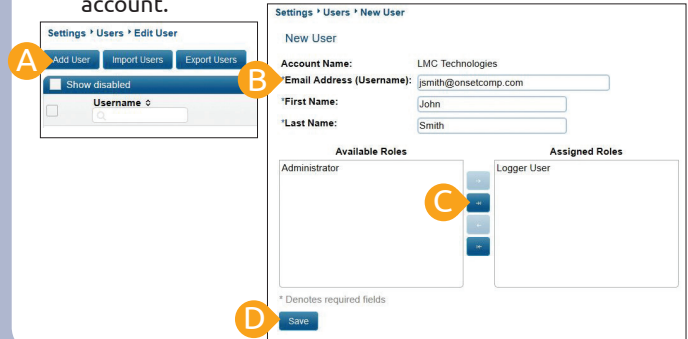 account.
Settings ‣ Users ‣ Edit User
A
Add User Import Users Export Users
Show disabled
Username
Settings ‣ Users ‣ New User
New User
Account Name: LMC Technologies
B
*Email Address (Username): jsmith@onsetcomp.com
*First Name: John
*Last Name: Smith
Available Roles Assigned Roles
Administrator Logger User
C
* Denotes required fields
D
Save